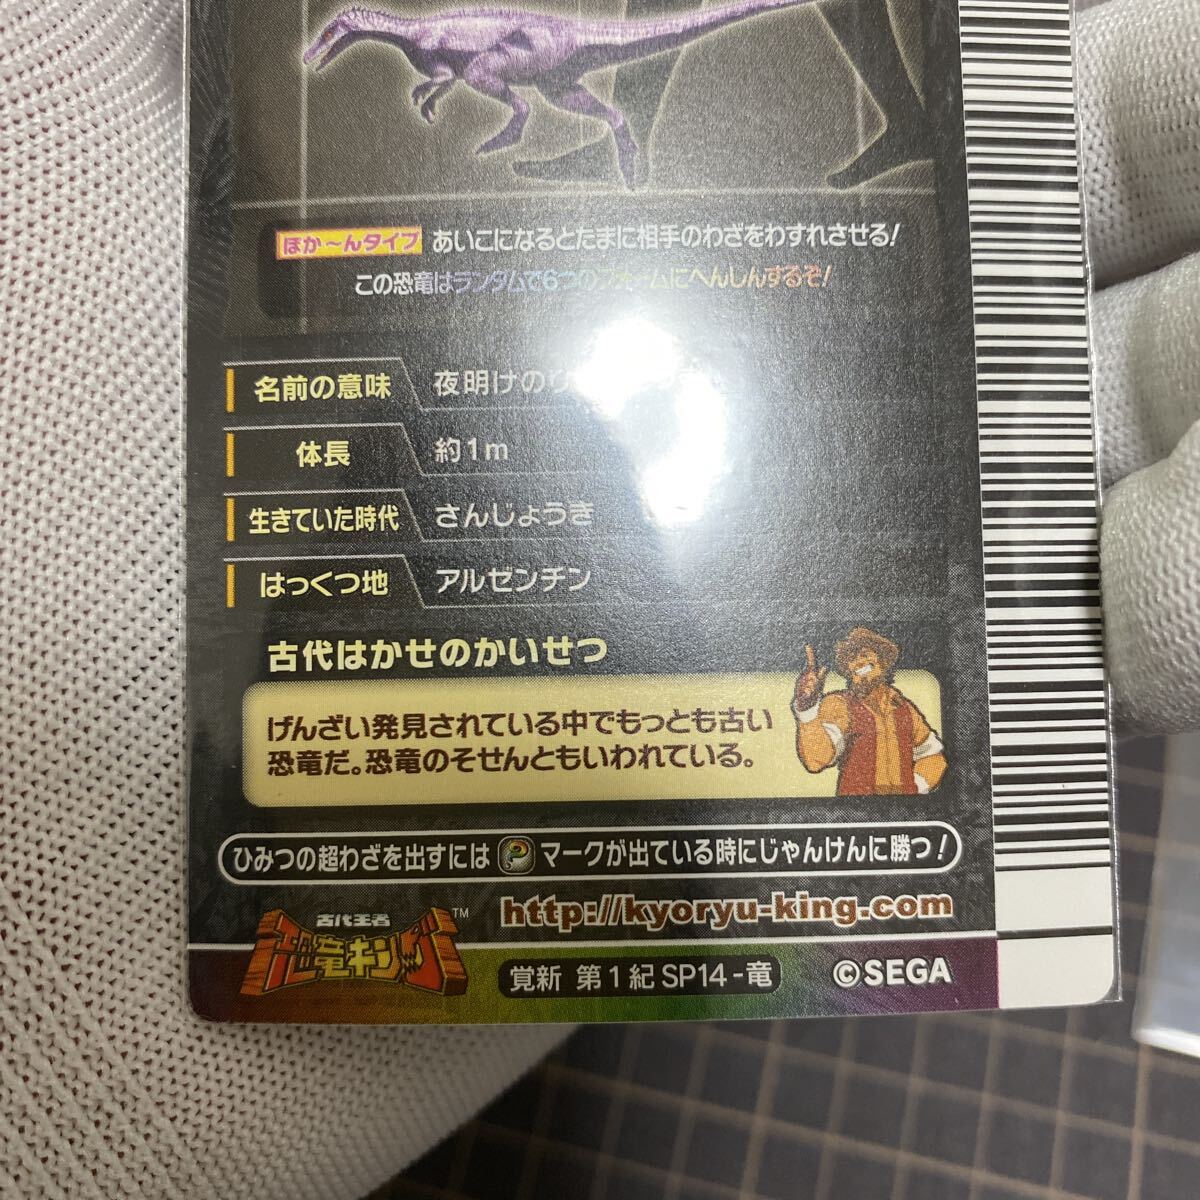 ほか～んタイプ あいこになるとたまに相手のわざをわすれさせる!
この恐竜はランダムで6つのフォームにへんしんするぞ!
名前の意味 夜明けの
体長 約1m
生きていた時代 さんじょうき
はっくつ地 アルゼンチン
古代はかせのかいせつ
げんざい発見されている中でもっとも古い
恐竜だ。恐竜のそせんともいわれている。
ひみつの超わざを出すには マークが出ている時にじゃんけんに勝つ!
http://kyoryu-king.com
古代王者
恐竜キング™
覚新 第1紀 SP14-竜
©SEGA